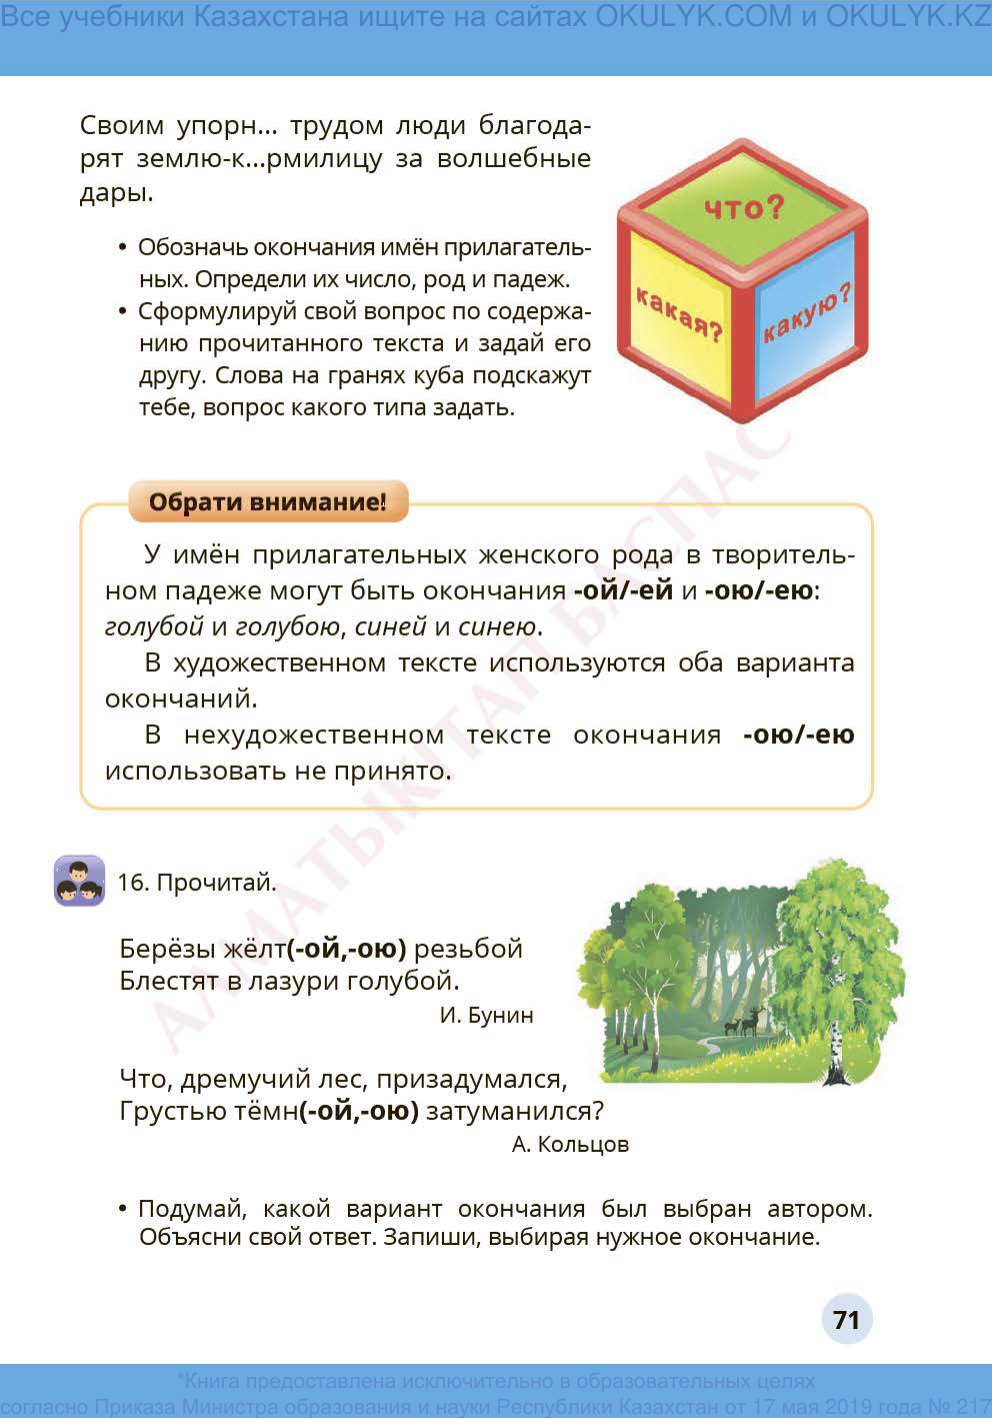 Все учебники Казахстана ищите на сайтах OKULYK.COM и OKULYK.KZ
Своим упорн... трудом люди благода-
рят землю-к...рмилицу за волшебные
дары.
• Обозначь окончания имён прилагатель-
ных. Определи их число, род и падеж.
• Сформулируй свой вопрос по содержа-
нию прочитанного текста и задай его
другу. Слова на гранях куба подскажут
тебе, вопрос какого типа задать.
что?
какая?
какую?
Обрати внимание!
У имён прилагательных женского рода в творитель-
ном падеже могут быть окончания -ой/-ей и -ою/-ею:
голубой и голубою, синей и синею.
В художественном тексте используются оба варианта
окончаний.
В нехудожественном тексте окончания -ою/-ею
использовать не принято.
16. Прочитай.
Берёзы жёлт(-ой,-ою) резьбой
Блестят в лазури голубой.
И. Бунин
Что, дремучий лес, призадумался,
Грустью тёмн(-ой,-ою) затуманился?
А. Кольцов
• Подумай, какой вариант окончания был выбран автором.
Объясни свой ответ. Запиши, выбирая нужное окончание.
АЛМАТЫКІТАП БАСПАС
71
*Книга предоставлена исключительно в образовательных целях
согласно Приказа Министра образования и науки Республики Казахстан от 17 мая 2019 года № 217